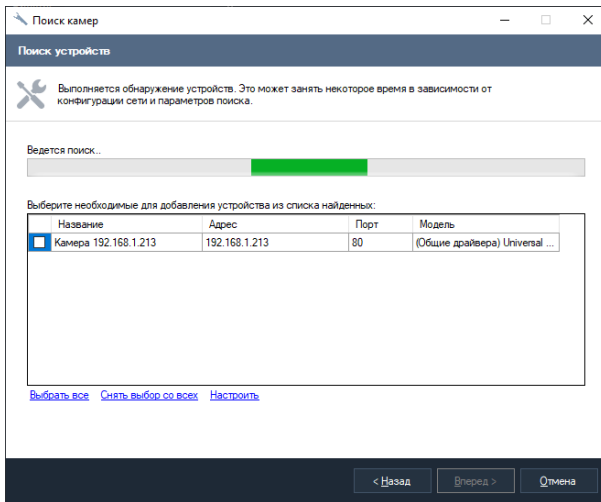 Поиск камер
Поиск устройств
Выполняется обнаружение устройств. Это может занять некоторое время в зависимости от
конфигурации сети и параметров поиска.
Ведется поиск..
Выберите необходимые для добавления устройства из списка найденных:
Название Адрес Порт Модель
Камера 192.168.1.213 192.168.1.213 80 (Общие драйвера) Universal ...
Выбрать все Снять выбор со всех Настроить
< Назад Вперед > Отмена